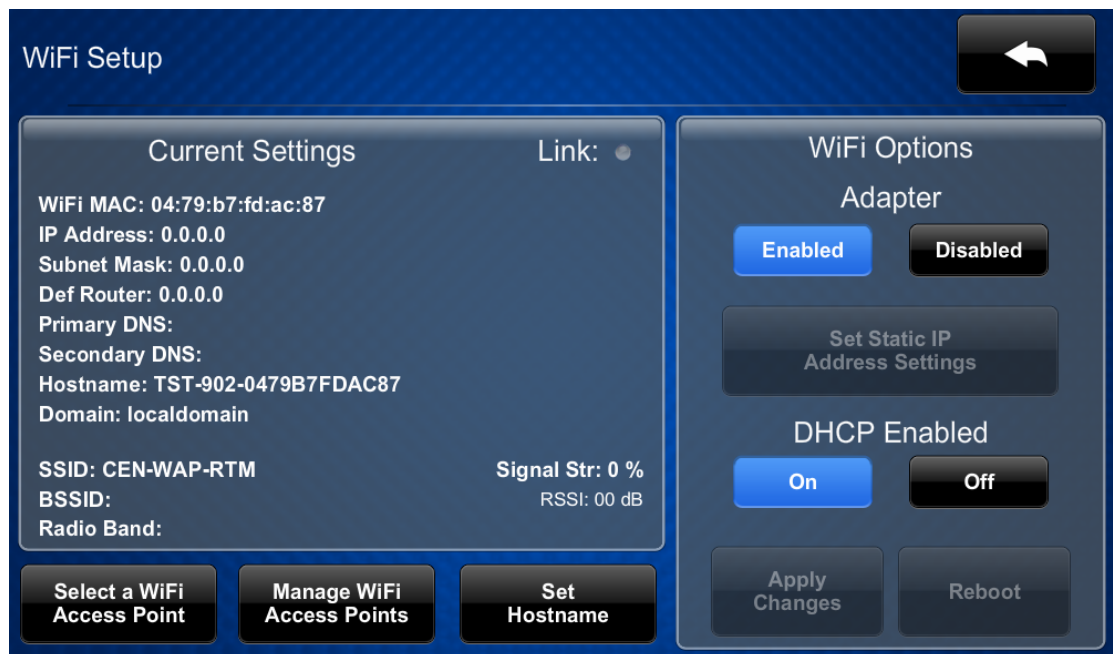 WiFi Setup
Current Settings
Link:
WiFi MAC: 04:79:b7:fd:ac:87
IP Address: 0.0.0.0
Subnet Mask: 0.0.0.0
Def Router: 0.0.0.0
Primary DNS:
Secondary DNS:
Hostname: TST-902-0479B7FDAC87
Domain: localdomain
SSID: CEN-WAP-RTM
Signal Str: 0 %
BSSID:
RSSI: 00 dB
Radio Band:
Select a WiFi
Access Point
Manage WiFi
Access Points
Set
Hostname
WiFi Options
Adapter
Enabled
Disabled
Set Static IP
Address Settings
DHCP Enabled
On
Off
Apply
Changes
Reboot